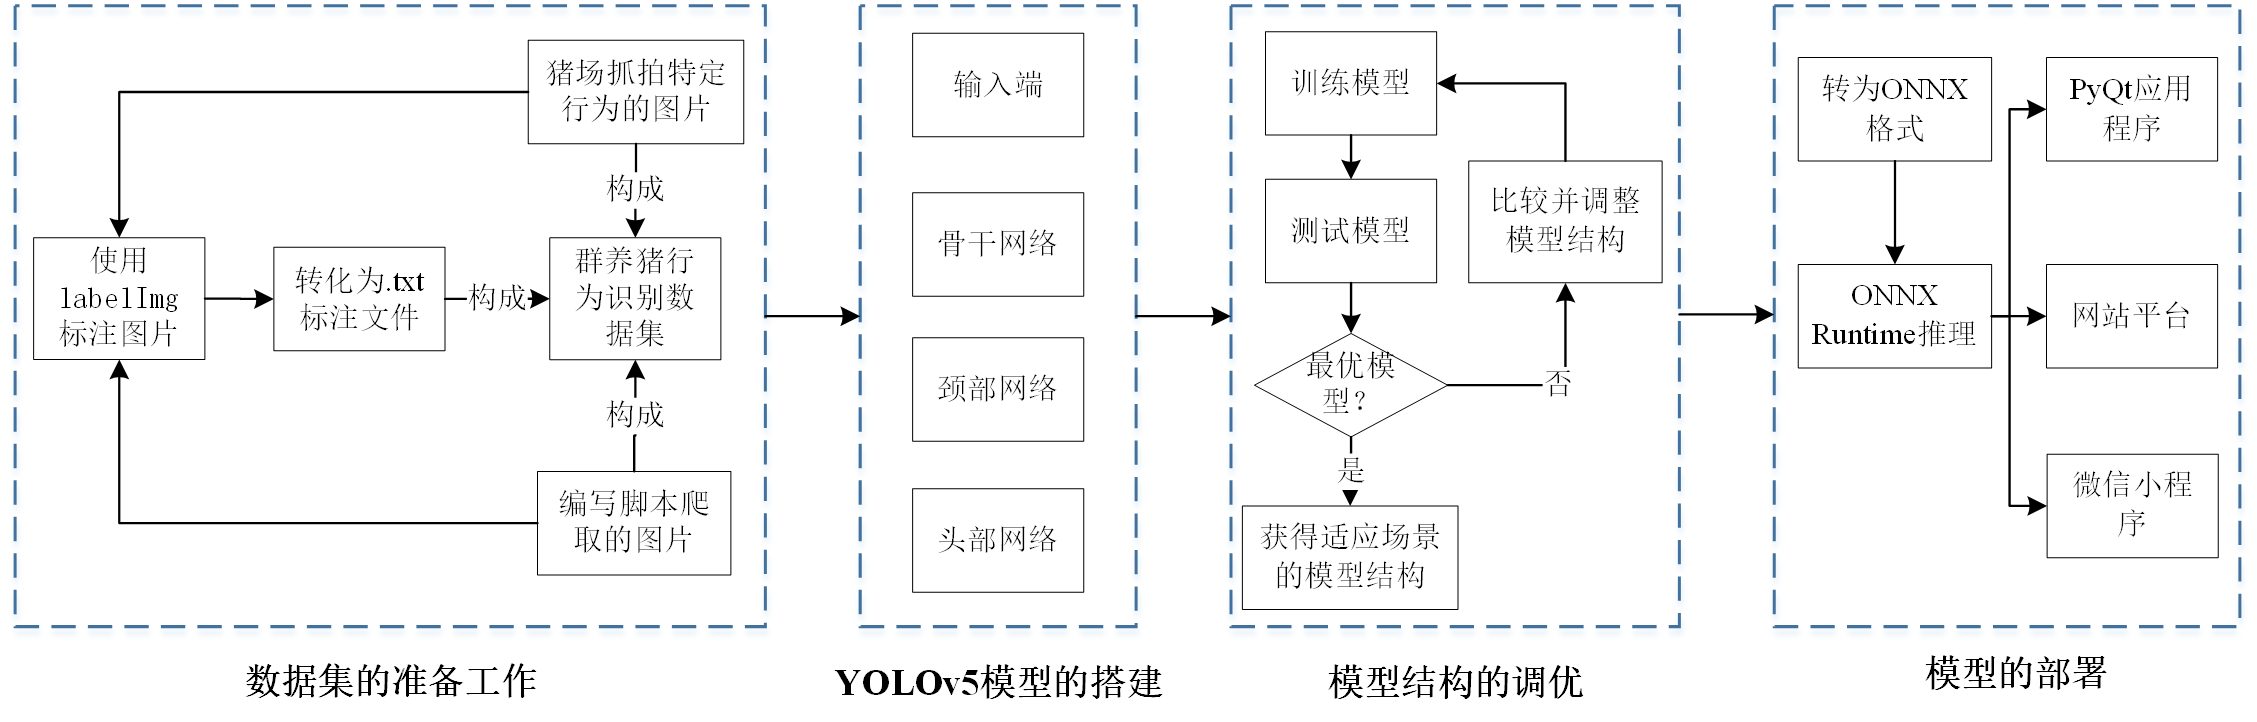 猪场抓拍特定
行为的图片
构成
使用
labelImg
标注图片
转化为.txt
标注文件
构成
群养猪行
为识别数
据集
构成
编写脚本爬
取的图片
数据集的准备工作
输入端
骨干网络
颈部网络
头部网络
YOLOv5模型的搭建
训练模型
测试模型
比较并调整
模型结构
最优模
型？
否
是
获得适应场景
的模型结构
模型结构的调优
转为ONNX
格式
ONNX
Runtime推理
PyQt应用
程序
网站平台
微信小程
序
模型的部署